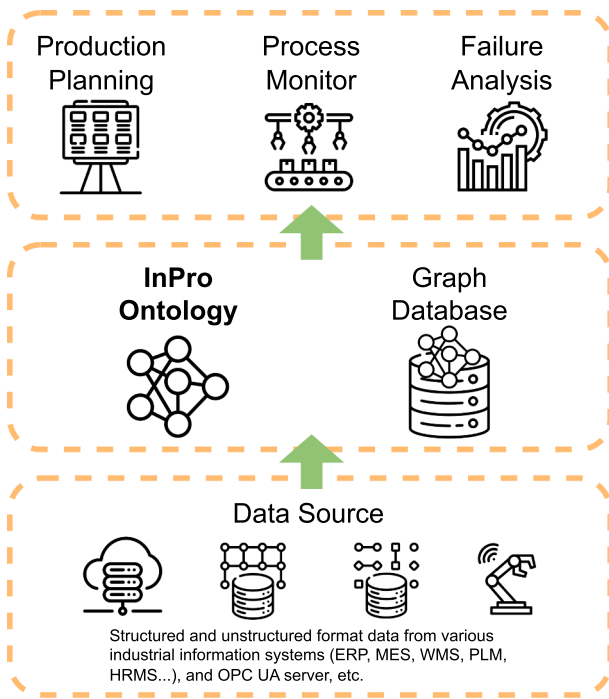 Production
Planning
Process
Monitor
Failure
Analysis
InPro
Ontology
Graph
Database
Data Source
Structured and unstructured format data from various
industrial information systems (ERP, MES, WMS, PLM,
HRMS...), and OPC UA server, etc.